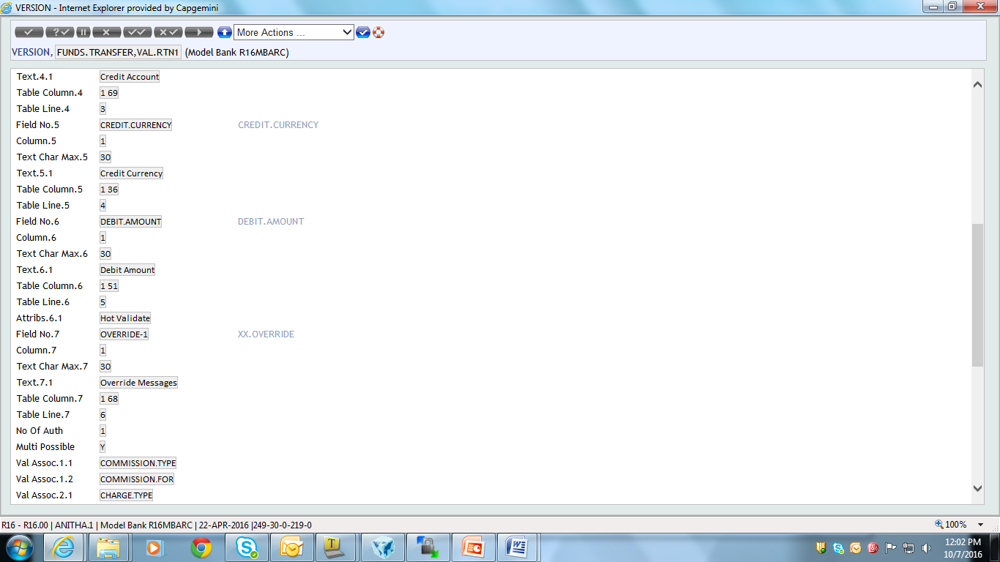 VERSION - Internet Explorer provided by Capgemini
More Actions ...
VERSION, FUNDS.TRANSFER,VAL.RTN1 (Model Bank R16MBARC)
Text.4.1 Credit Account
Table Column.4 1 69
Table Line.4 3
Field No.5 CREDIT.CURRENCY CREDIT.CURRENCY
Column.5 1
Text Char Max.5 30
Text.5.1 Credit Currency
Table Column.5 1 36
Table Line.5 4
Field No.6 DEBIT.AMOUNT DEBIT.AMOUNT
Column.6 1
Text Char Max.6 30
Text.6.1 Debit Amount
Table Column.6 1 51
Table Line.6 5
Attribs.6.1 Hot Validate
Field No.7 OVERRIDE-1 XX.OVERRIDE
Column.7 1
Text Char Max.7 30
Text.7.1 Override Messages
Table Column.7 1 68
Table Line.7 6
No Of Auth 1
Multi Possible Y
Val Assoc.1.1 COMMISSION.TYPE
Val Assoc.1.2 COMMISSION.FOR
Val Assoc.2.1 CHARGE.TYPE
R16 - R16.00 | ANITHA.1 | Model Bank R16MBARC | 22-APR-2016 |249-30-0-219-0
100%
12:02 PM
10/7/2016